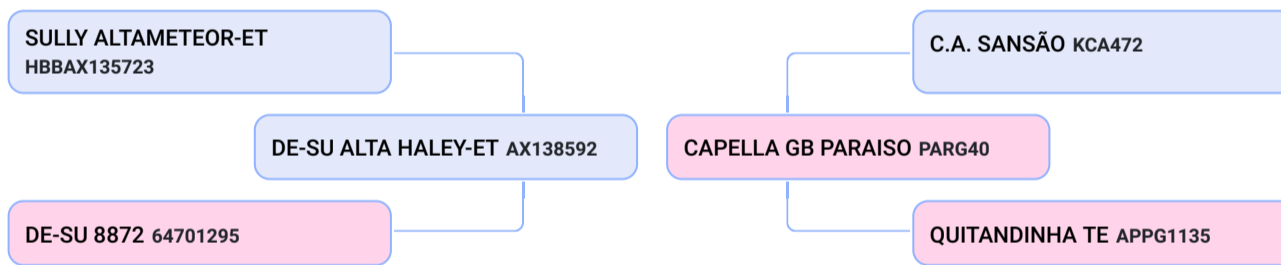 SULLY ALTAMETEOR-ET
HBBAX135723
C.A. SANSÃO KCA472
DE-SU ALTA HALEY-ET AX138592
CAPELLA GB PARAISO PARG40
DE-SU 8872 64701295
QUITANDINHA TE APPG1135